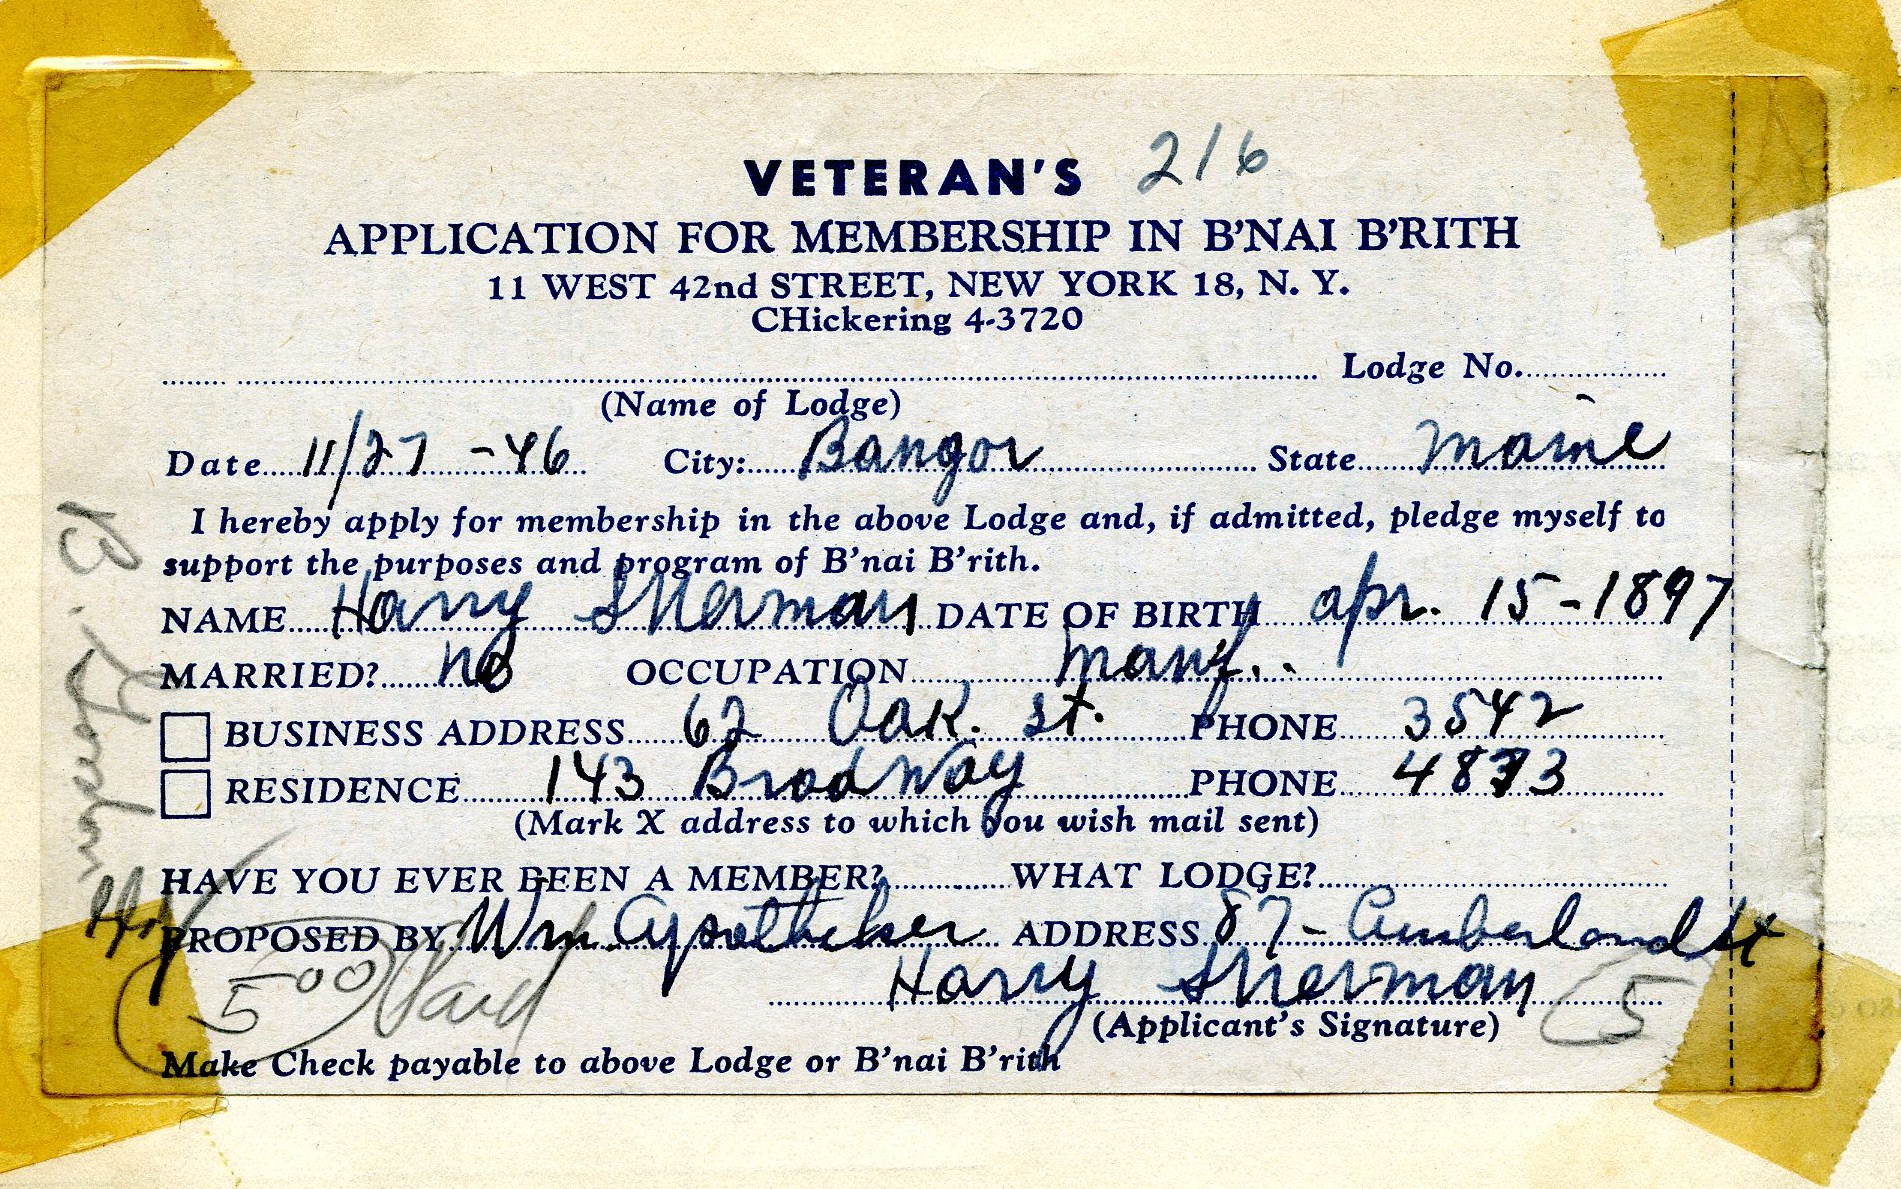 VETERAN'S 216
APPLICATION FOR MEMBERSHIP IN B'NAI B'RITH
11 WEST 42nd STREET, NEW YORK 18, N. Y.
CHickering 4-3720
Lodge No.
(Name of Lodge)
Date 11/27 - 46 City: Bangor State Maine
I hereby apply for membership in the above Lodge and, if admitted, pledge myself to
support the purposes and program of B'nai B'rith.
NAME Harry Sherman DATE OF BIRTH Apr. 15-1897
MARRIED? No OCCUPATION Manf.
BUSINESS ADDRESS 62 Oak. St. PHONE 3542
RESIDENCE 143 Brodway PHONE
(Mark X address to which you wish mail sent)
HAVE YOU EVER BEEN A MEMBER? WHAT LODGE?
PROPOSED BY Wm. Apotheker ADDRESS 87- Cumberland St
Harry Sherman
(Applicant's Signature)
5 00 Paid
5
Make Check payable to above Lodge or B'nai B'rith